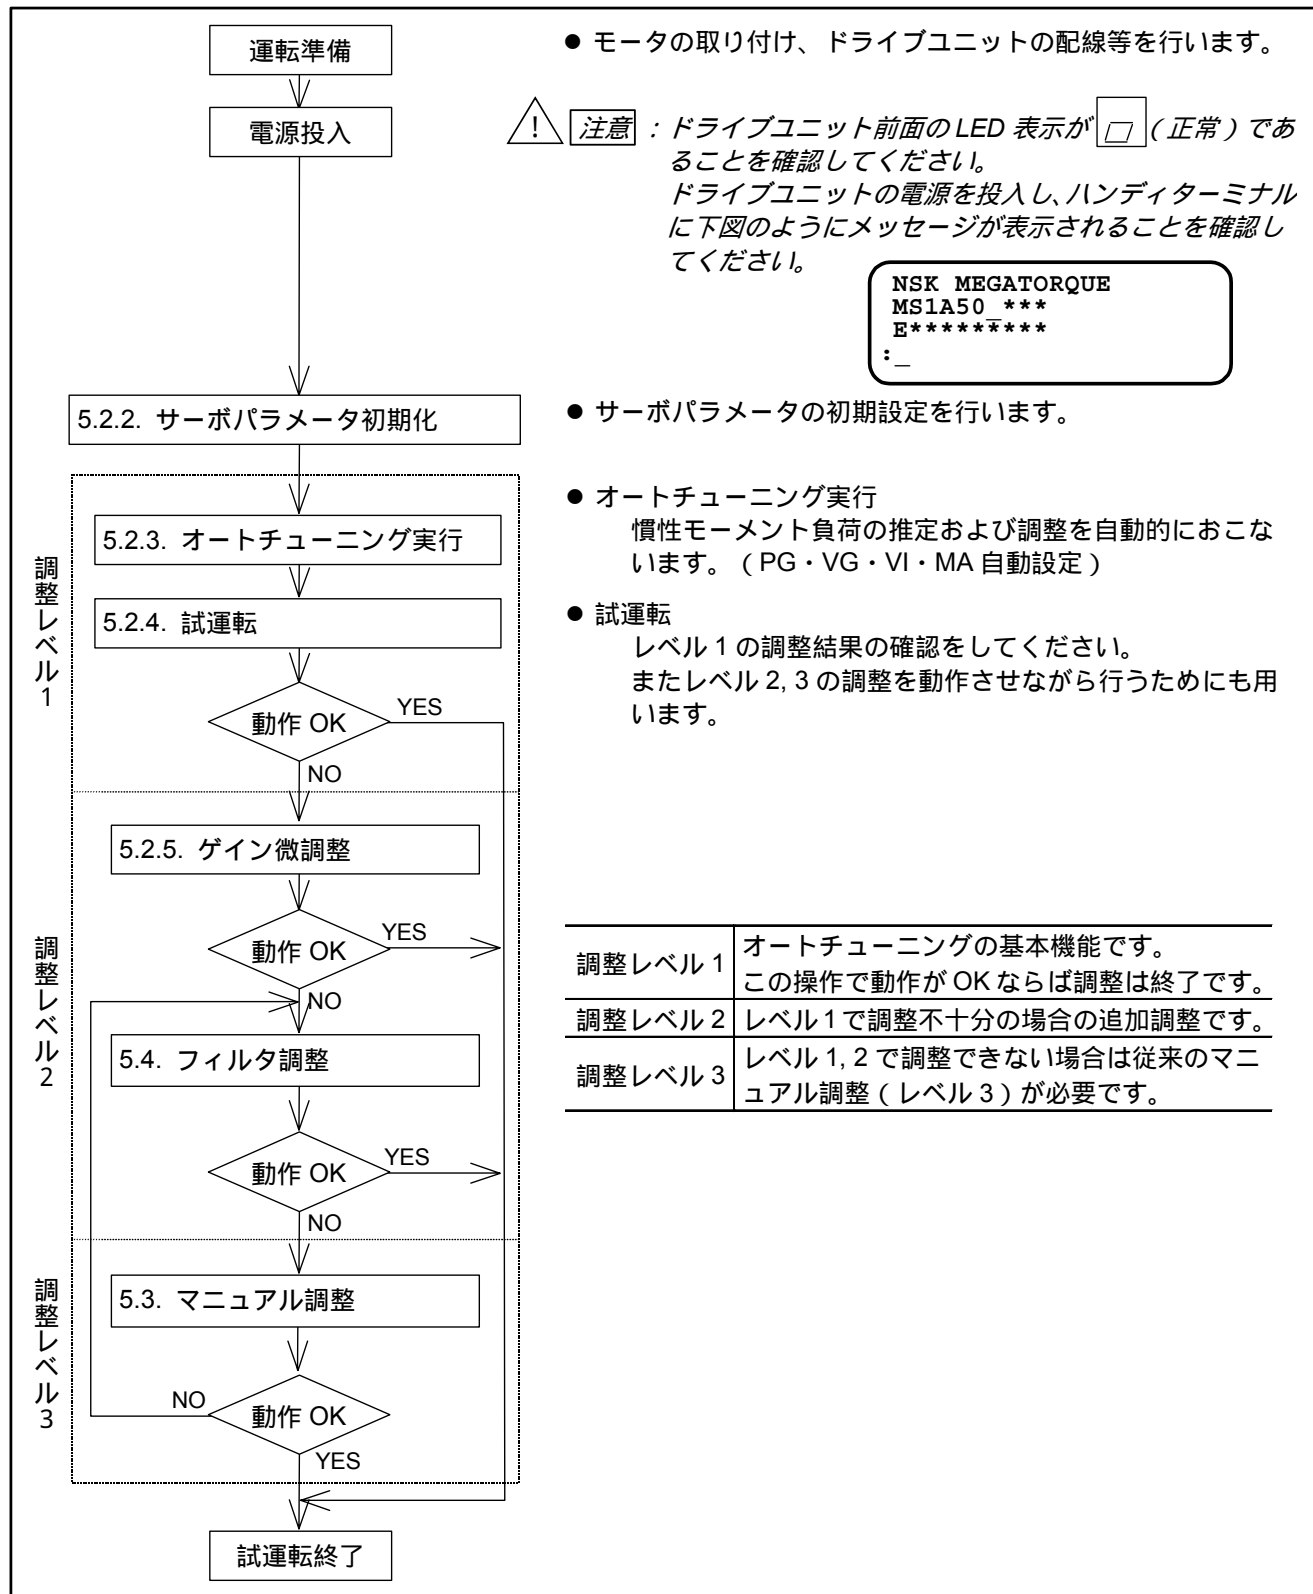 運転準備
● モータの取り付け、ドライブユニットの配線等を行います。
電源投入
! 注意 : ドライブユニット前面の LED 表示が □ (正常) であ
ることを確認してください。
ドライブユニットの電源を投入し、ハンディターミナル
に下図のようにメッセージが表示されることを確認し
てください。
NSK MEGATORQUE
MS1A50_***
E*********
:_
5.2.2. サーボパラメータ初期化
● サーボパラメータの初期設定を行います。
調整レベル1
5.2.3. オートチューニング実行
● オートチューニング実行
慣性モーメント負荷の推定および調整を自動的におこな
います。(PG・VG・VI・MA 自動設定)
5.2.4. 試運転
● 試運転
レベル 1 の調整結果の確認をしてください。
またレベル 2, 3 の調整を動作させながら行うためにも用
います。
動作 OK
YES
NO
調整レベル2
5.2.5. ゲイン微調整
動作 OK
YES
NO
5.4. フィルタ調整
動作 OK
YES
NO
調整レベル 1
オートチューニングの基本機能です。
この操作で動作が OK ならば調整は終了です。
調整レベル 2
レベル 1 で調整不十分の場合の追加調整です。
調整レベル 3
レベル 1, 2 で調整できない場合は従来のマニ
ュアル調整(レベル 3)が必要です。
調整レベル3
5.3. マニュアル調整
動作 OK
NO
YES
試運転終了